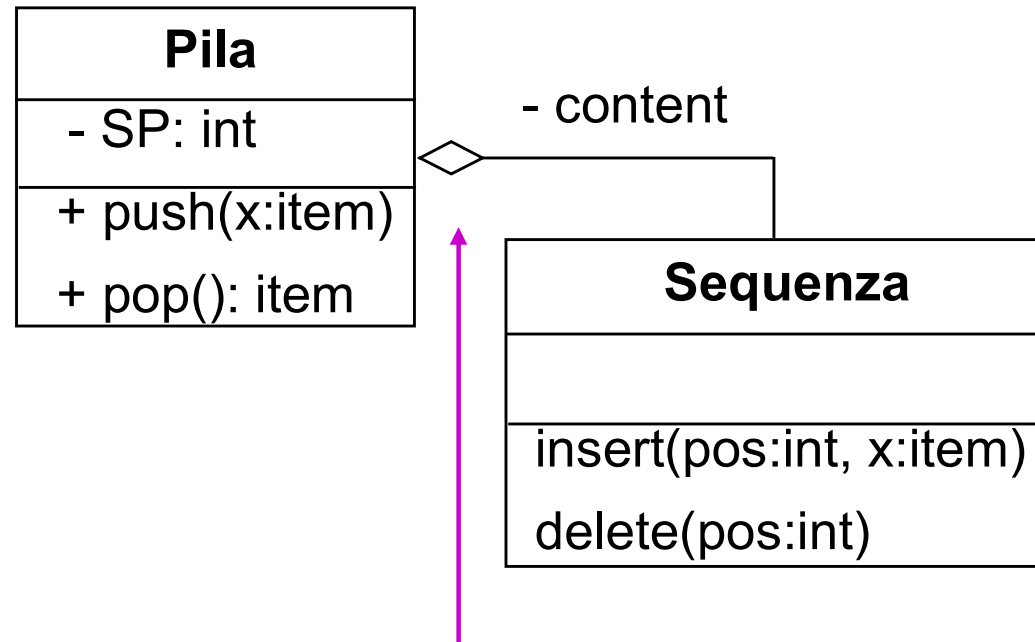 Pila
- SP: int
+ push(x:item)
+ pop(): item
- content
Sequenza
insert(pos:int, x:item)
delete(pos:int)